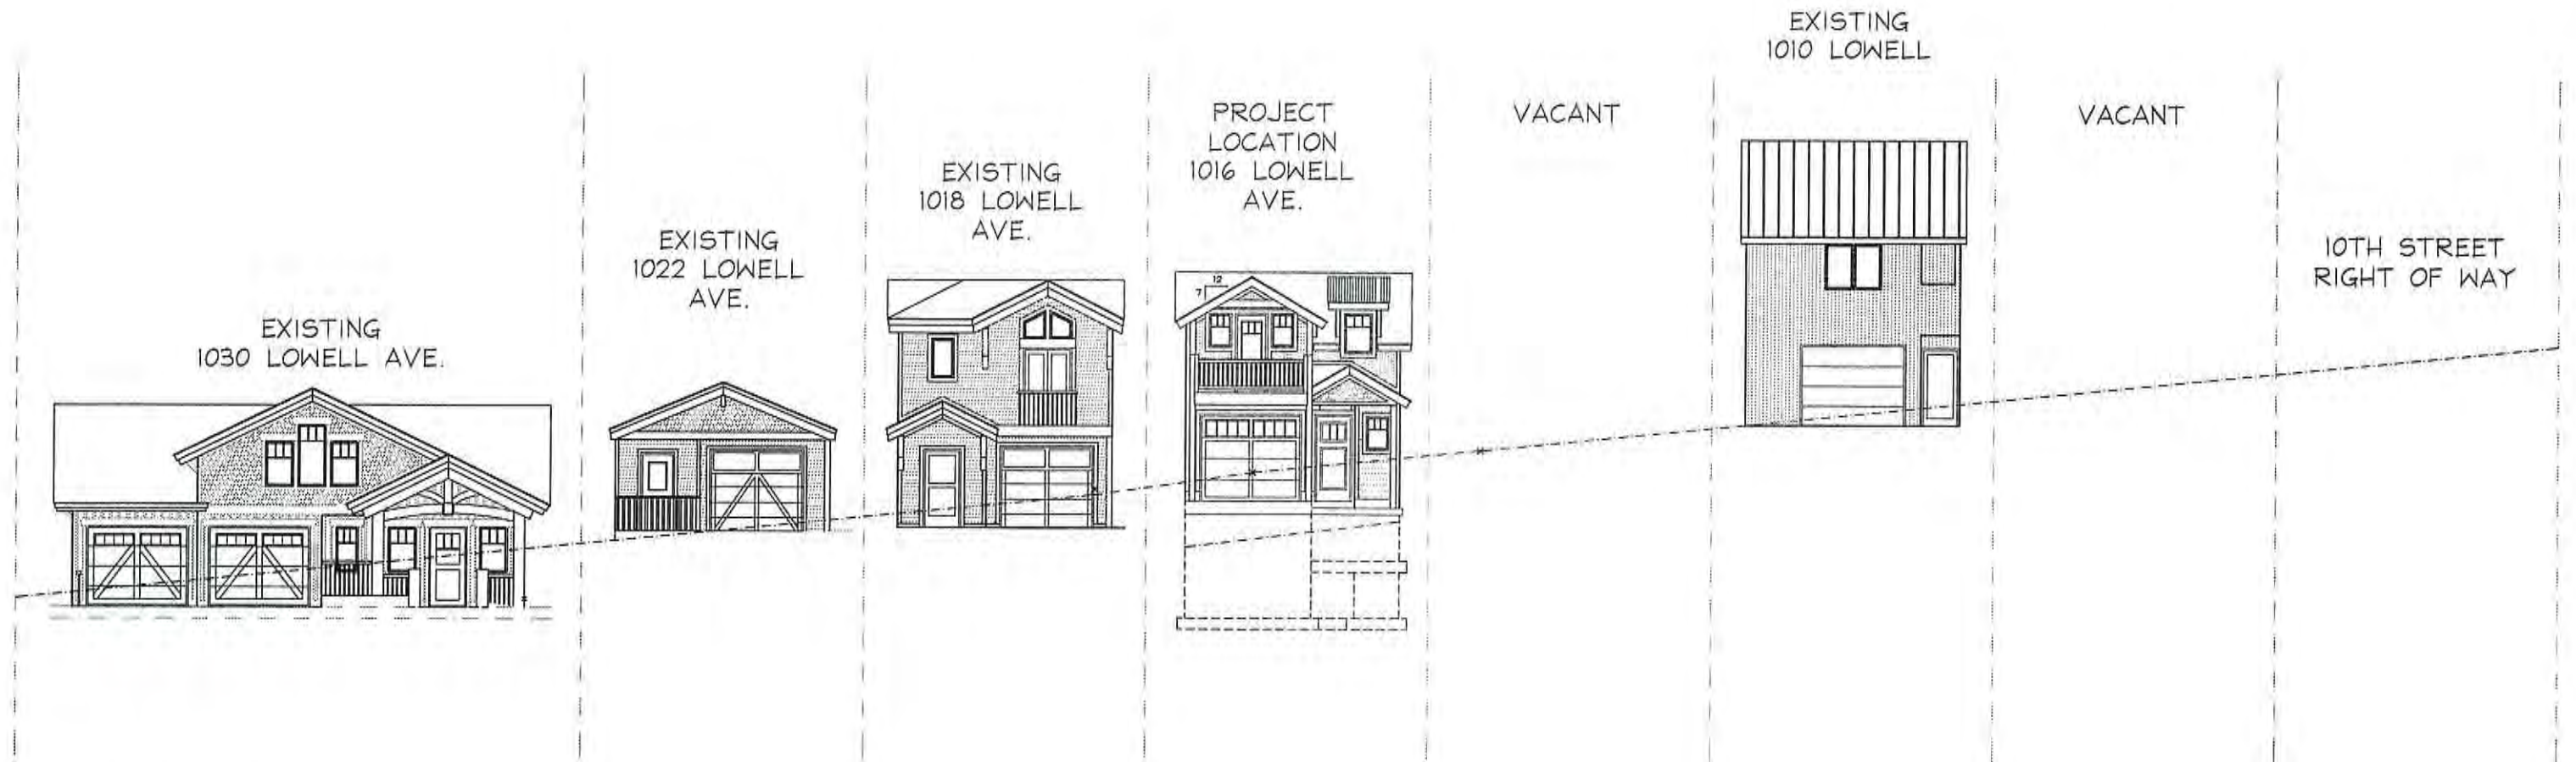 EXISTING
1030 LOWELL AVE.
EXISTING
1022 LOWELL
AVE.
EXISTING
1018 LOWELL
AVE.
PROJECT
LOCATION
1016 LOWELL
AVE.
12
7
VACANT
EXISTING
1010 LOWELL
VACANT
10TH STREET
RIGHT OF WAY